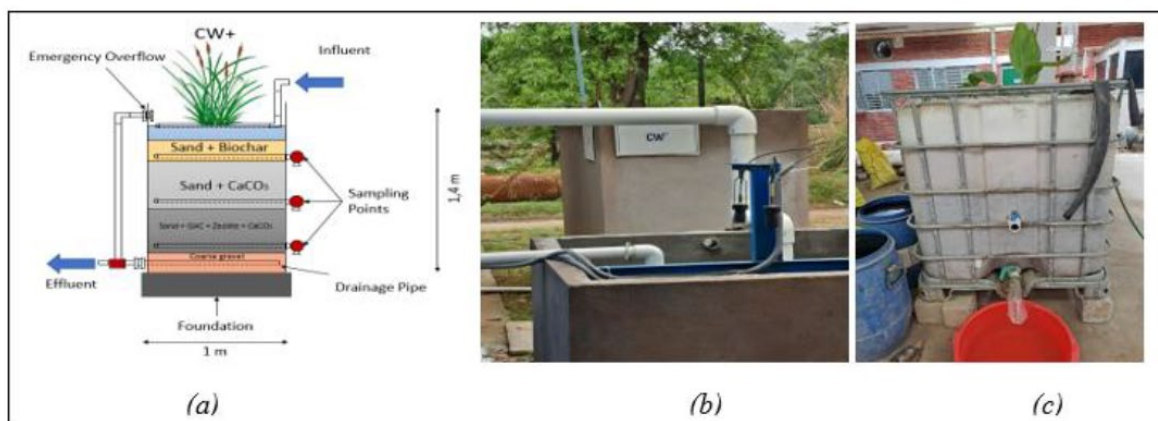 CW+
Influent
Emergency Overflow
Sand + Biochar
Sand + CaCO₃
Sampling
Points
Sand + GAC + Zeolite + CaCO₃
Coarse gravel
Effluent
Drainage Pipe
Foundation
1 m
1,4 m
CW
(a)
(b)
(c)